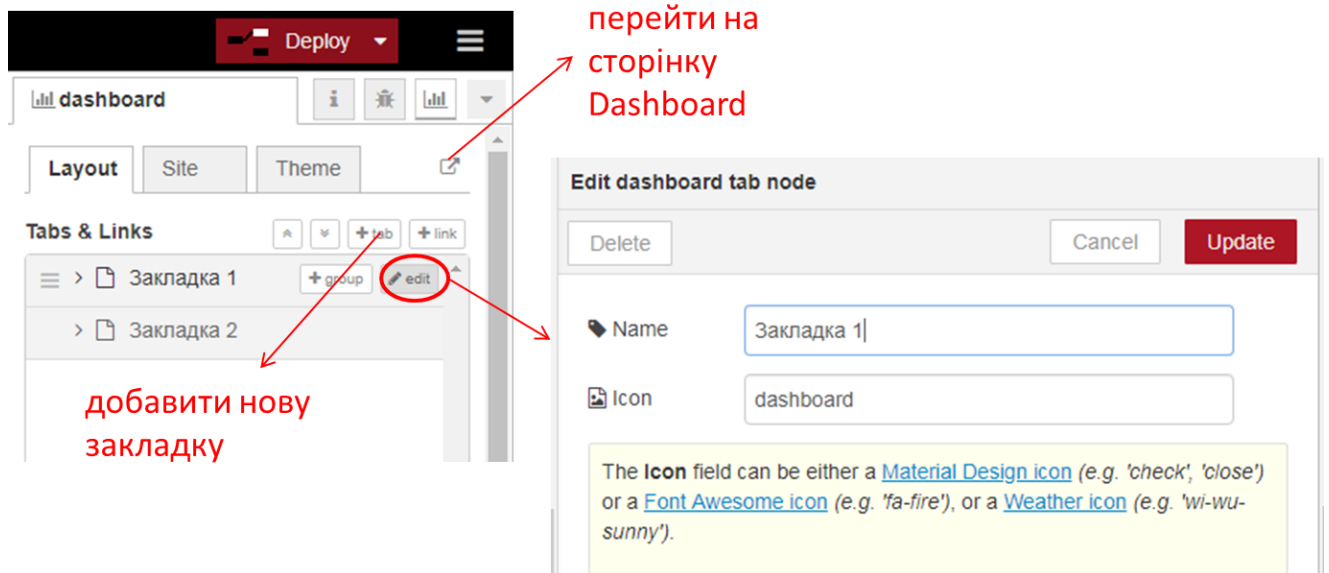 Deploy
перейти на
сторінку
Dashboard
dashboard
i
Layout
Site
Theme
Tabs & Links
+ tab
+ link
Закладка 1
+ group
edit
Закладка 2
добавити нову
закладку
Edit dashboard tab node
Delete
Cancel
Update
Name
Закладка 1
Icon
dashboard
The Icon field can be either a Material Design icon (e.g. 'check', 'close')
or a Font Awesome icon (e.g. 'fa-fire'), or a Weather icon (e.g. 'wi-wu-
sunny').